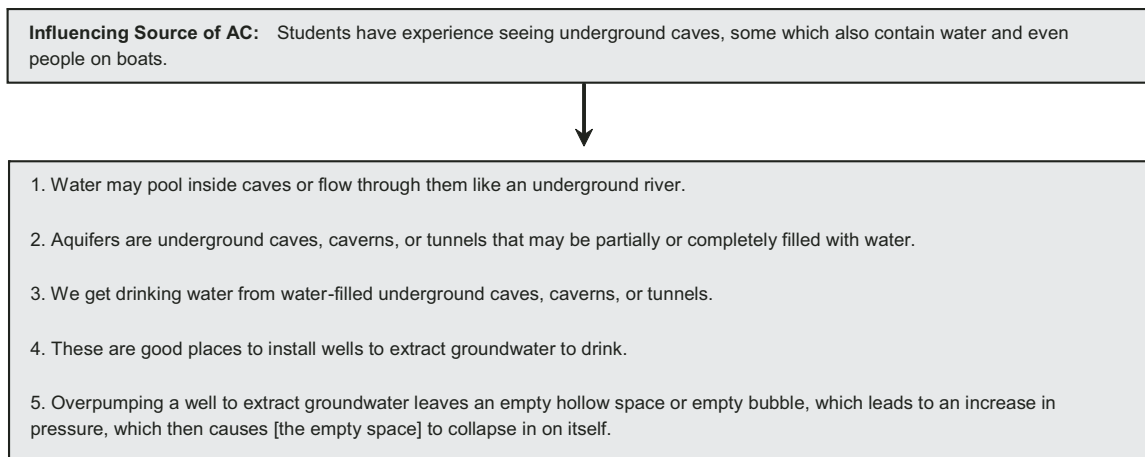 Influencing Source of AC: Students have experience seeing underground caves, some which also contain water and even
people on boats.
1. Water may pool inside caves or flow through them like an underground river.
2. Aquifers are underground caves, caverns, or tunnels that may be partially or completely filled with water.
3. We get drinking water from water-filled underground caves, caverns, or tunnels.
4. These are good places to install wells to extract groundwater to drink.
5. Overpumping a well to extract groundwater leaves an empty hollow space or empty bubble, which leads to an increase in
pressure, which then causes [the empty space] to collapse in on itself.